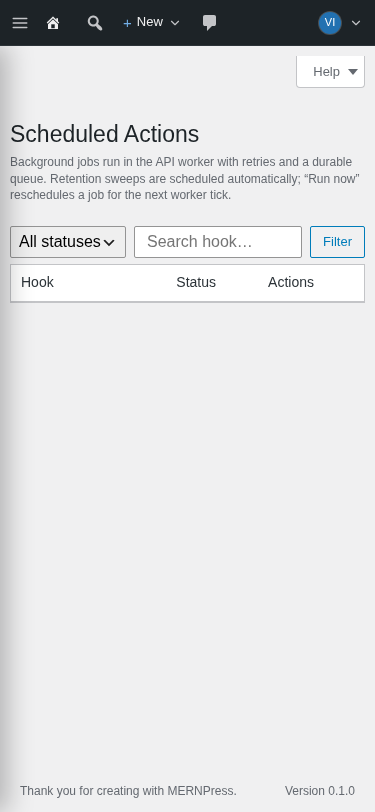 + New
VI
Help
Scheduled Actions
Background jobs run in the API worker with retries and a durable
queue. Retention sweeps are scheduled automatically; “Run now”
reschedules a job for the next worker tick.
All statuses Search hook… Filter
Hook Status Actions
Thank you for creating with MERNPress. Version 0.1.0